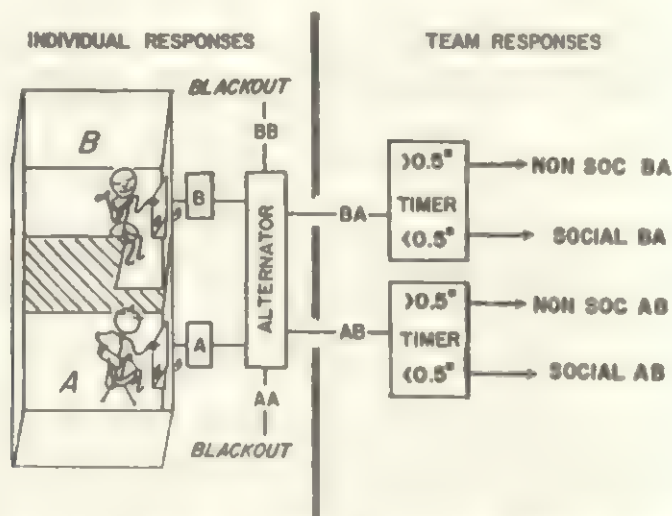 INDIVIDUAL RESPONSES
BLACKOUT
BB
B
B
ALTERNATOR
A
A
AA
BLACKOUT
TEAM RESPONSES
BA
>0.5"
TIMER
<0.5"
NON SOC BA
SOCIAL BA
AB
>0.5"
TIMER
<0.5"
NON SOC AB
SOCIAL AB